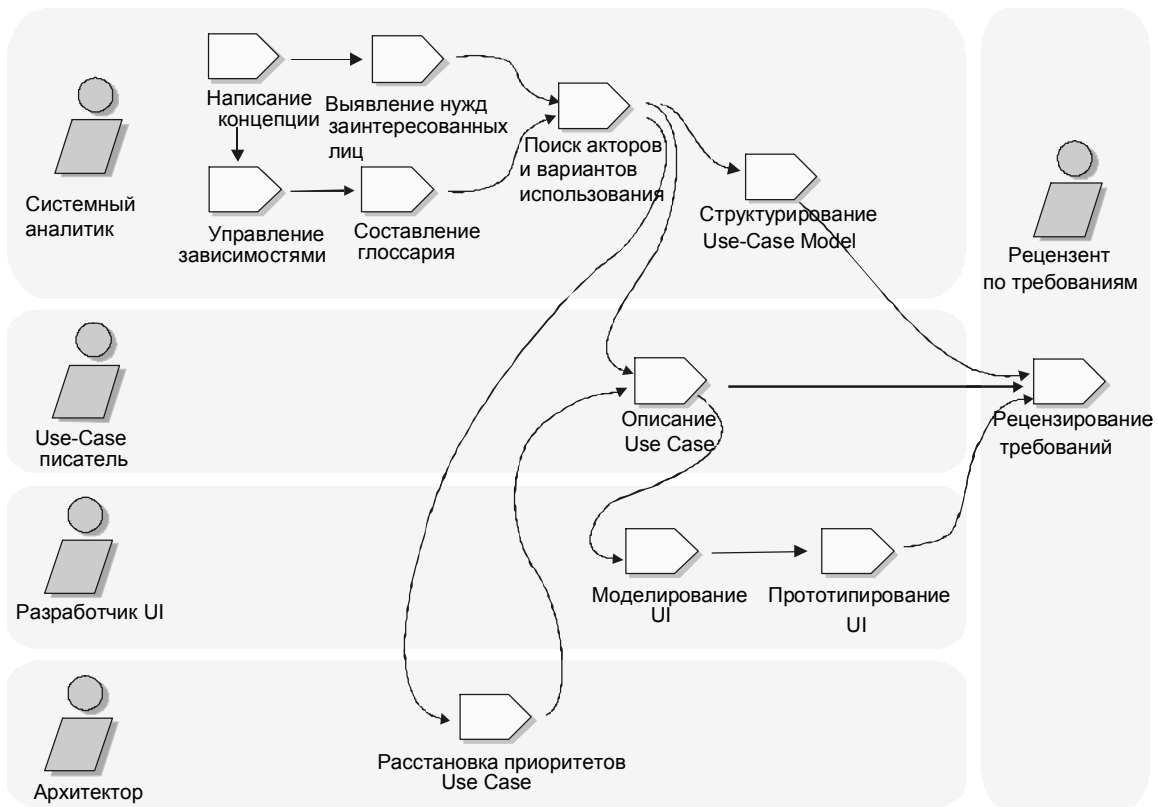 Написание
концепции
Выявление нужд
заинтересованных
лиц
Поиск акторов
и вариантов
использования
Системный
аналитик
Управление
зависимостями
Составление
глоссария
Структурирование
Use-Case Model
Рецензент
по требованиям
Use-Case
писатель
Описание
Use Case
Рецензирование
требований
Разработчик UI
Моделирование
UI
Прототипирование
UI
Архитектор
Расстановка приоритетов
Use Case